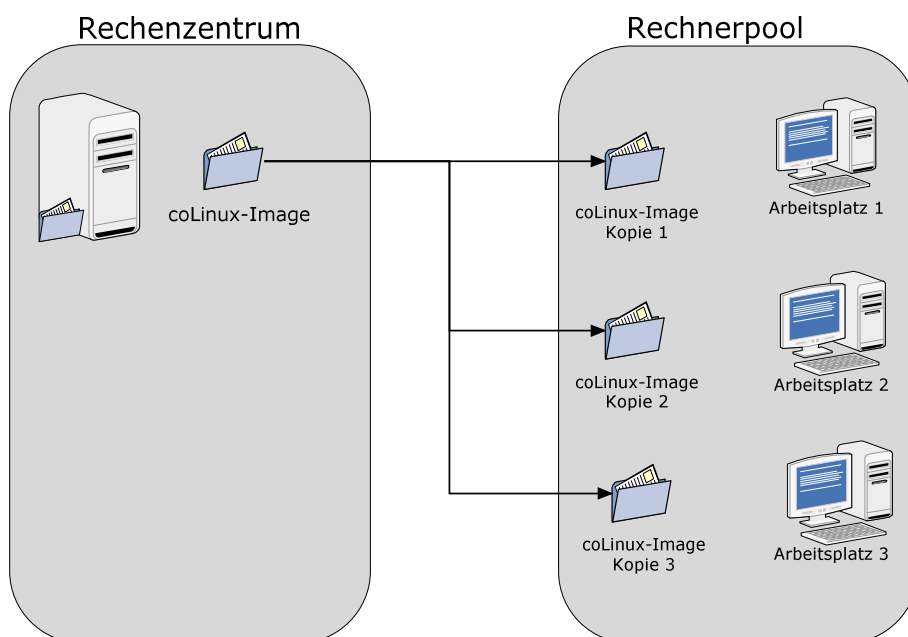 Rechenzentrum
Rechnerpool
coLinux-Image
coLinux-Image
Kopie 1
Arbeitsplatz 1
coLinux-Image
Kopie 2
Arbeitsplatz 2
coLinux-Image
Kopie 3
Arbeitsplatz 3